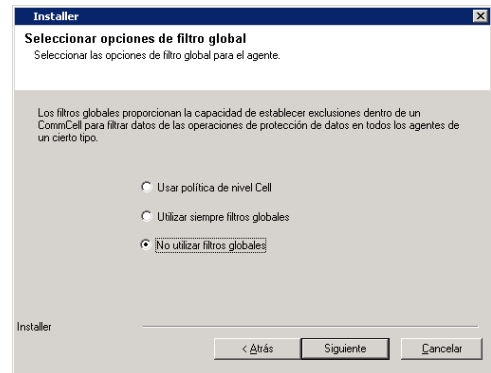 Installer
Seleccionar opciones de filtro global
Seleccionar las opciones de filtro global para el agente.
Los filtros globales proporcionan la capacidad de establecer exclusiones dentro de un
CommCell para filtrar datos de las operaciones de protección de datos en todos los agentes de
un cierto tipo.
Usar política de nivel Cell
Utilizar siempre filtros globales
No utilizar filtros globales
Installer
< Atrás
Siguiente
Cancelar